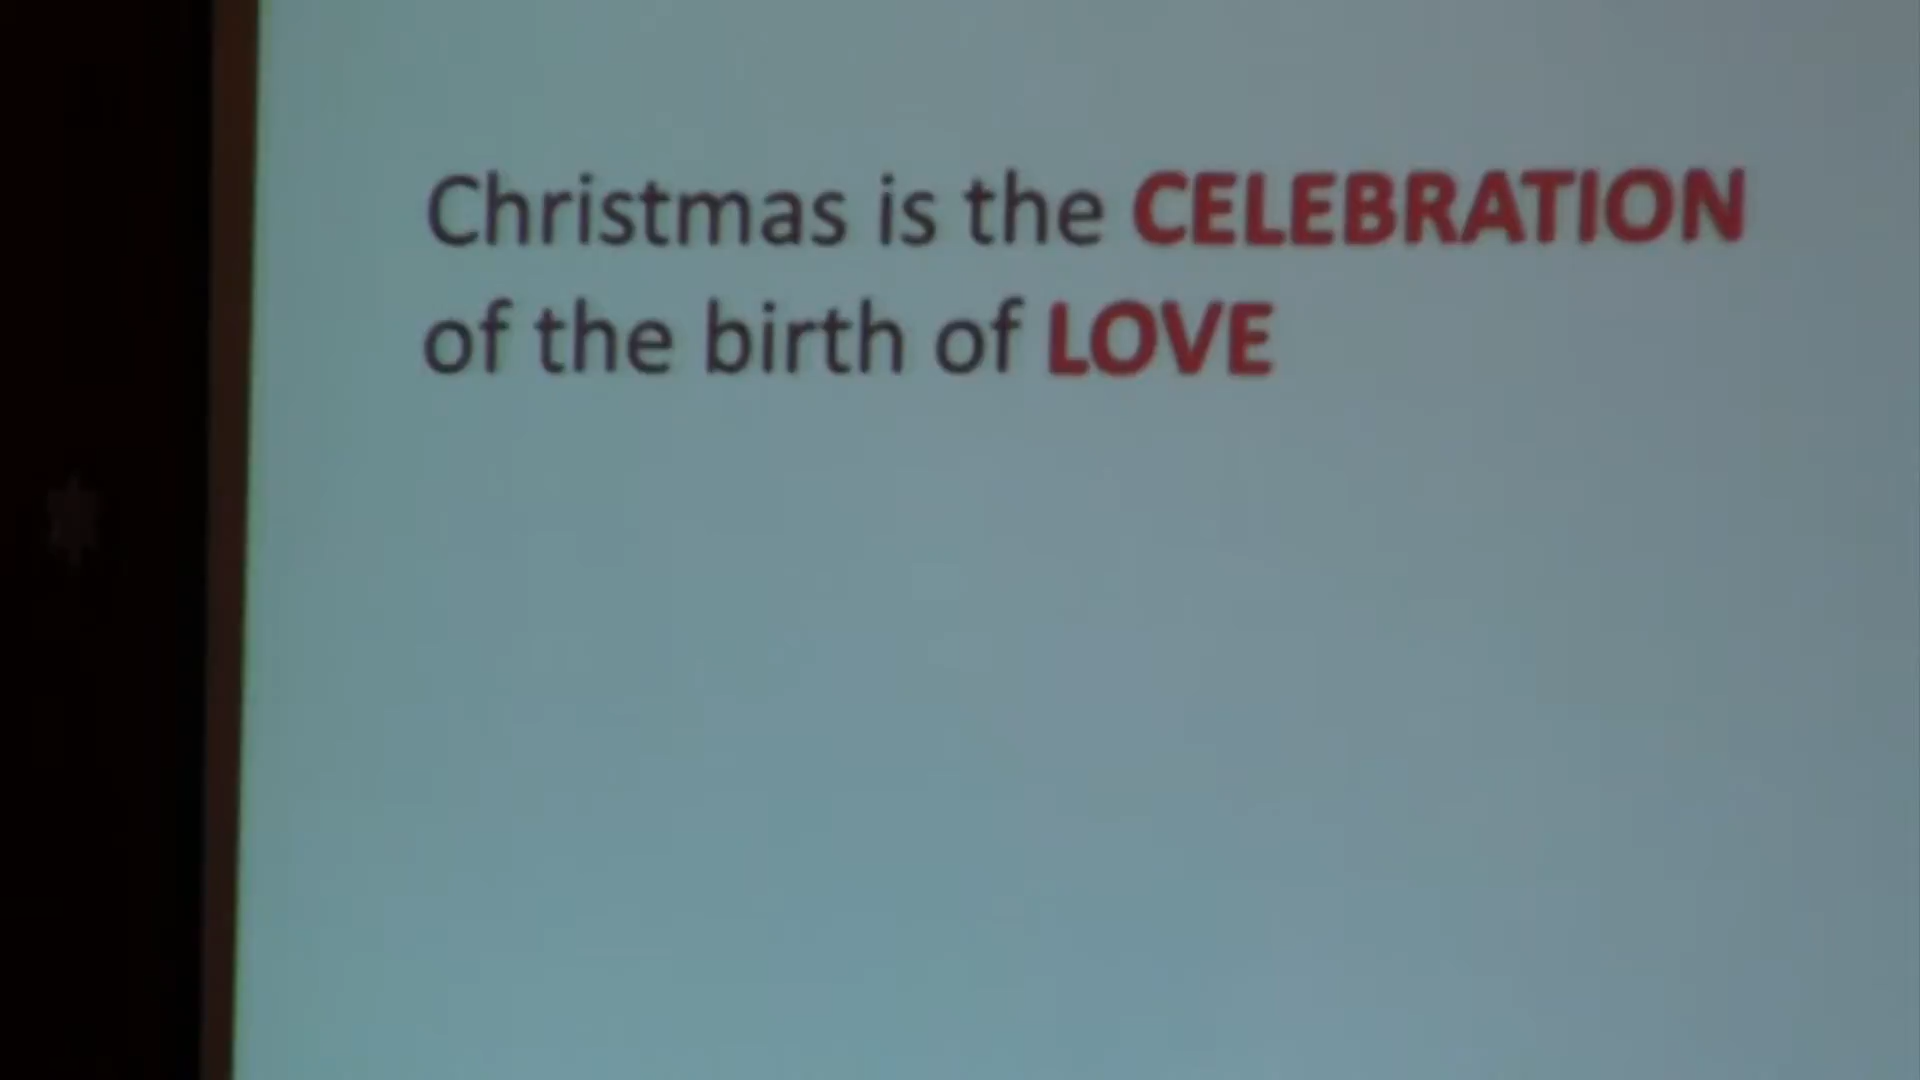 Christmas is the CELEBRATION
of the birth of LOVE